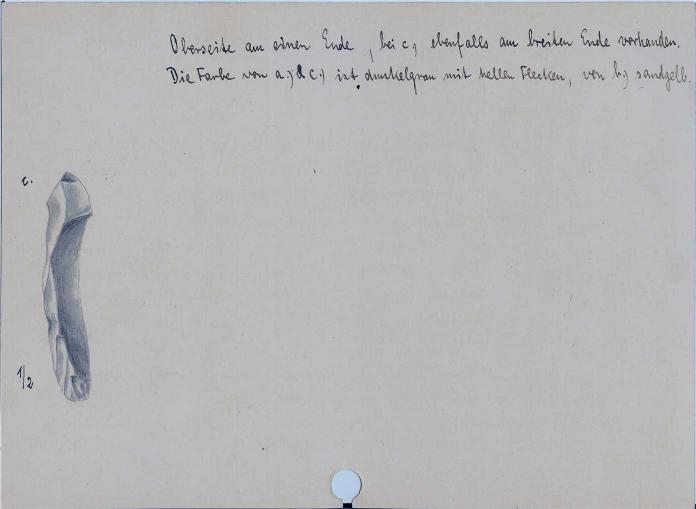 Oberseite am einen Ende, bei c.) ebenfalls am breiten Ende vorhanden.
Die Farbe von a.) & c.) ist dunkelgrau mit hellen Flecken, von b.) sandgelb.
c.
1/2